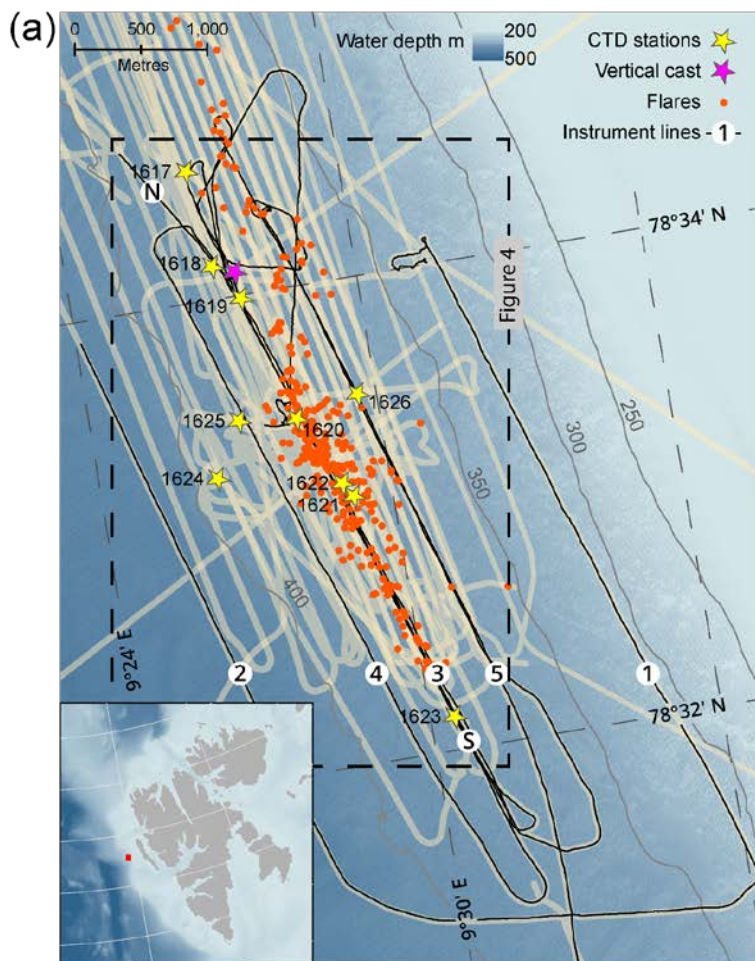 (a)
0 500 1,000
Metres
Water depth m 200
500
CTD stations
Vertical cast
Flares
Instrument lines 1
1617
N
78°34' N
1618
1619
Figure 4
250
1626
300
1625
1620
350
1624
1622
1621
400
9°24' E
2 4 3 5 1
1623
78°32' N
S
9°30' E